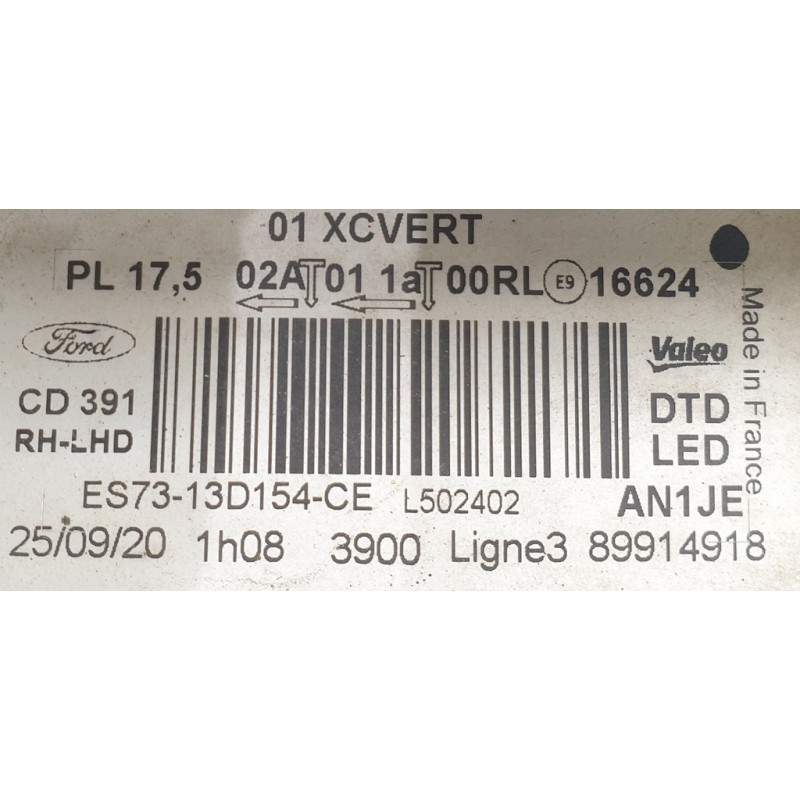 01 XCVERT
PL 17,5 02A 01 1a 00RL E9 16624
Ford
Valeo
CD 391
DTD
RH-LHD
LED
ES73-13D154-CE L502402 AN1JE
25/09/20 1h08 3900 Ligne3 89914918
Made in France